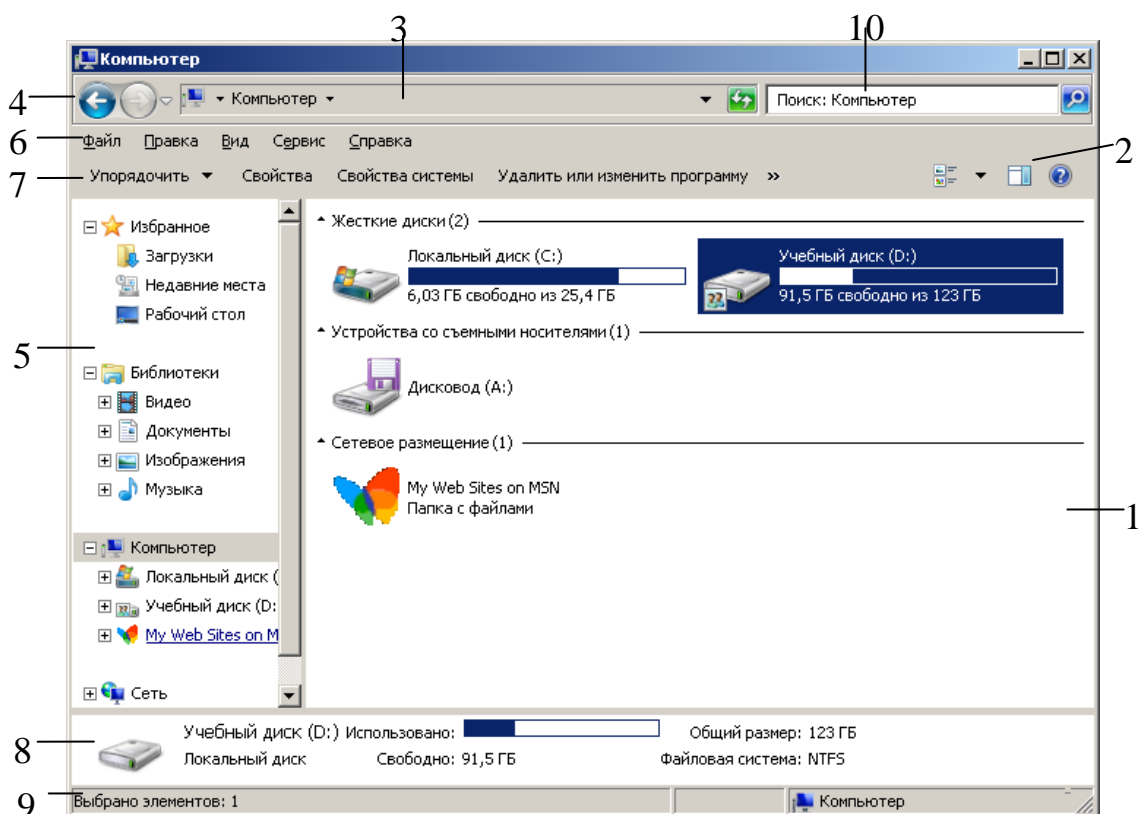 3
10
Компьютер
4
Компьютер
Поиск: Компьютер
6
Файл Правка Вид Сервис Справка
2
7
Упорядочить Свойства Свойства системы Удалить или изменить программу »
Избранное
Загрузки
Недавние места
Рабочий стол
5
Библиотеки
Видео
Документы
Изображения
Музыка
Компьютер
Локальный диск (
Учебный диск (D:
My Web Sites on M
Сеть
Жесткие диски (2)
Локальный диск (C:)
6,03 ГБ свободно из 25,4 ГБ
Учебный диск (D:)
91,5 ГБ свободно из 123 ГБ
Устройства со съемными носителями (1)
Дисковод (A:)
Сетевое размещение (1)
My Web Sites on MSN
Папка с файлами
1
8
Учебный диск (D:) Использовано: Общий размер: 123 ГБ
Локальный диск Свободно: 91,5 ГБ Файловая система: NTFS
9
Выбрано элементов: 1
Компьютер